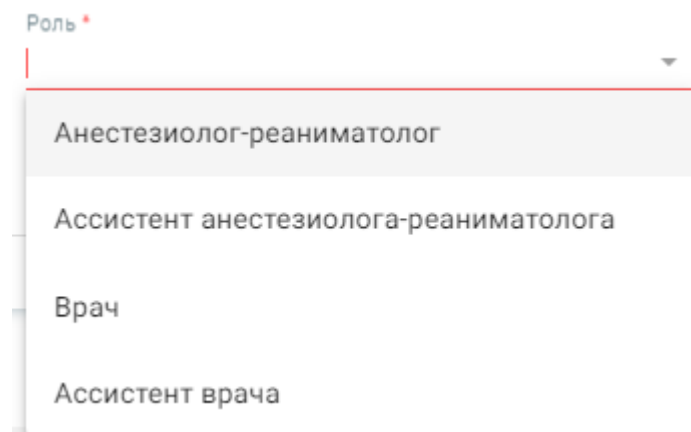 Роль *
Анестезиолог-реаниматолог
Ассистент анестезиолога-реаниматолога
Врач
Ассистент врача